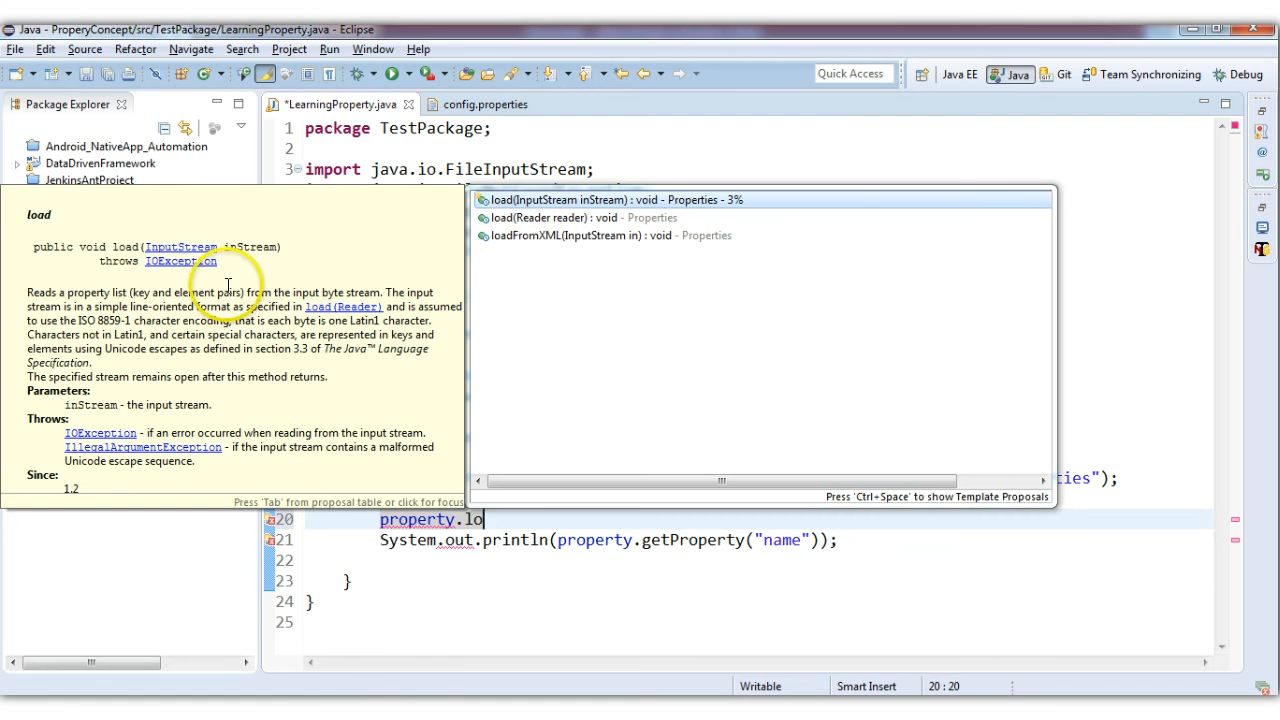 Java - ProperyConcept/src/TestPackage/LearningProperty.java - Eclipse
File Edit Source Refactor Navigate Search Project Run Window Help
Quick Access Java EE Java Git Team Synchronizing Debug
Package Explorer *LearningProperty.java config.properties
Android_NativeApp_Automation
DataDrivenFramework
JenkinsAntProject
1 package TestPackage;
2
3 import java.io.FileInputStream;
load
public void load(InputStream inStream)
throws IOException
Reads a property list (key and element pairs) from the input byte stream. The input
stream is in a simple line-oriented format as specified in load(Reader) and is assumed
to use the ISO 8859-1 character encoding; that is each byte is one Latin1 character.
Characters not in Latin1, and certain special characters, are represented in keys and
elements using Unicode escapes as defined in section 3.3 of The Java™ Language
Specification.
The specified stream remains open after this method returns.
Parameters:
inStream - the input stream.
Throws:
IOException - if an error occurred when reading from the input stream.
IllegalArgumentException - if the input stream contains a malformed
Unicode escape sequence.
Since:
1.2
Press 'Tab' from proposal table or click for focus
load(InputStream inStream) : void - Properties - 3%
load(Reader reader) : void - Properties
loadFromXML(InputStream in) : void - Properties
Press 'Ctrl+Space' to show Template Proposals
ties");
20 property.lo
21 System.out.println(property.getProperty("name"));
22
23 }
24 }
25
Writable Smart Insert 20 : 20